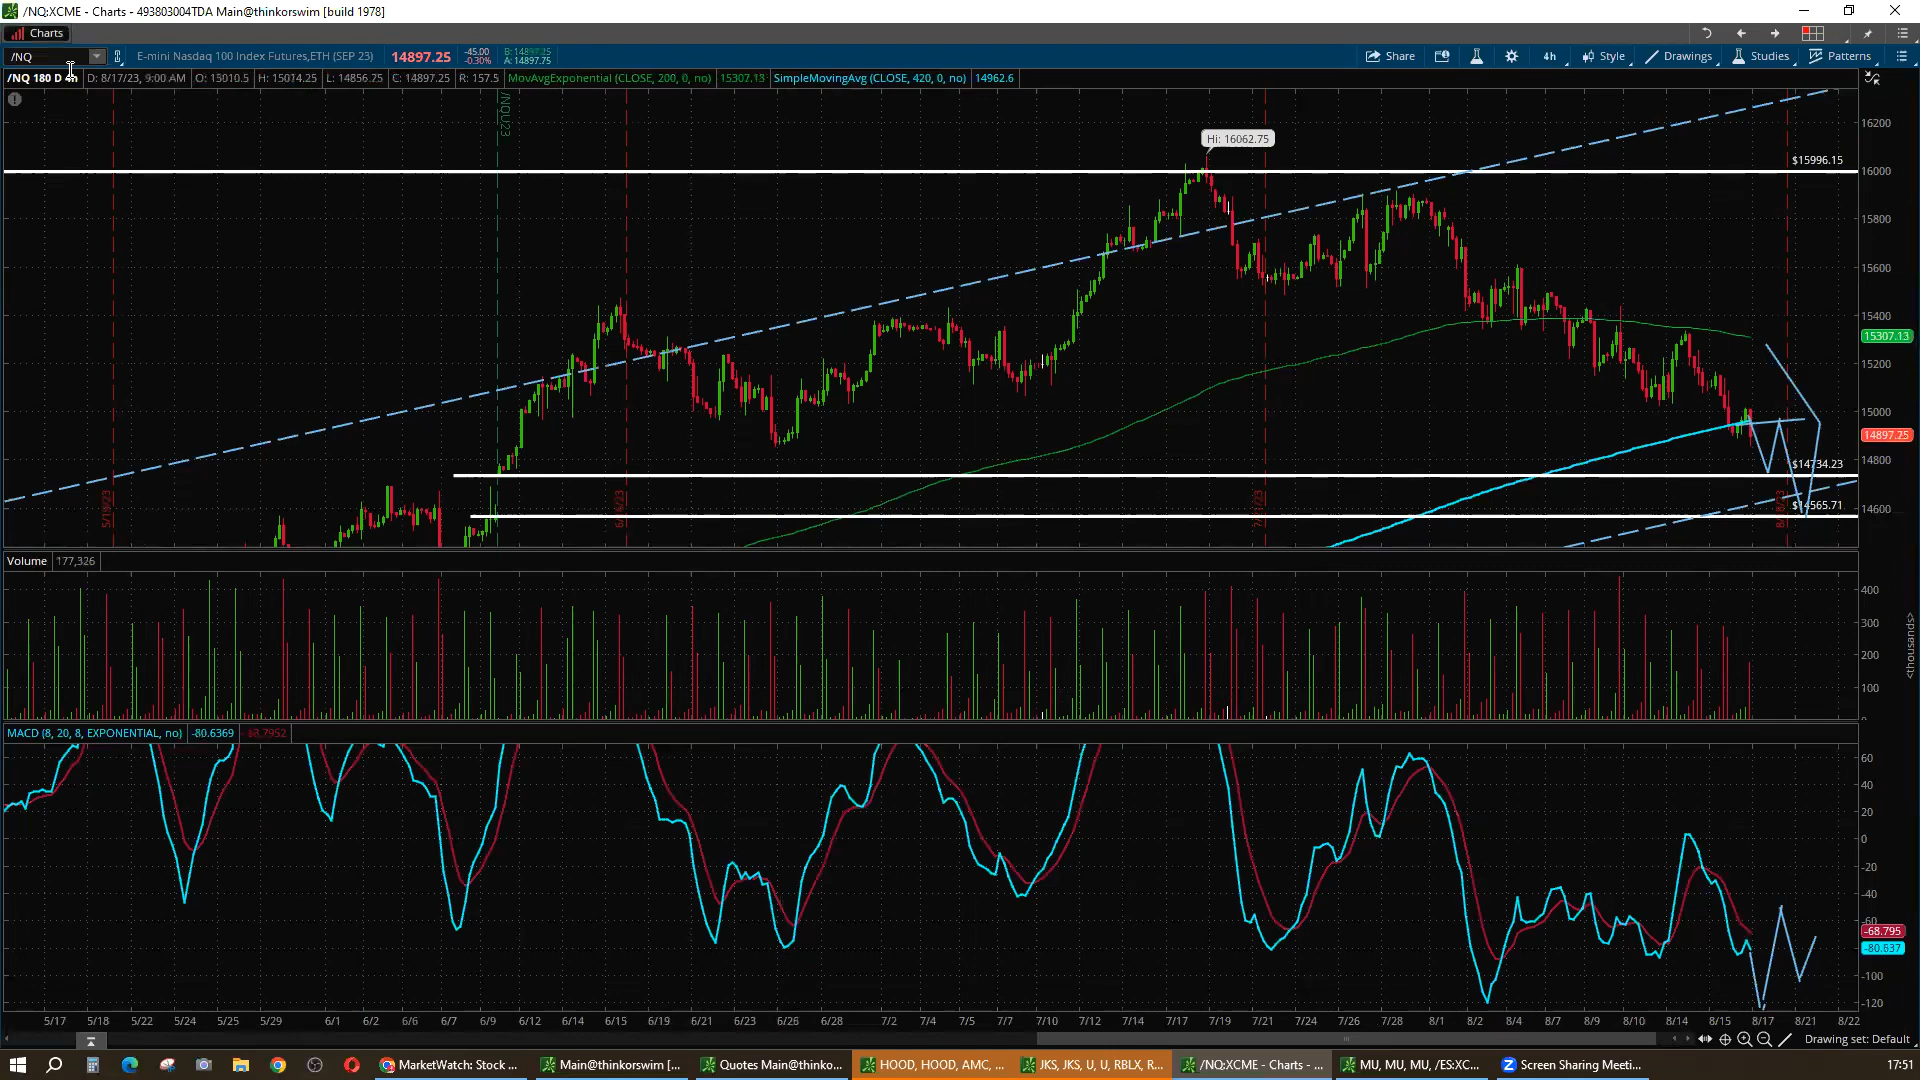 /NQ:XCME - Charts - 493803004TDA Main@thinkorswim [build 1978]
Charts
/NQ E-mini Nasdaq 100 Index Futures,ETH (SEP 23) 14897.25 -45.00 -0.30% B: 14897.25 A: 14897.25 Share 4h Style Drawings Studies Patterns
/NQ 180 D 4h D: 8/17/23, 9:00 AM O: 15010.5 H: 15014.25 L: 14856.25 C: 14897.25 R: 157.5 MovAvgExponential (CLOSE, 200, 0, no) 15307.13 SimpleMovingAvg (CLOSE, 420, 0, no) 14962.6
/NQU23
Hi: 16062.75
$15996.15
16200
16000
15800
15600
15400
15307.13
15200
15000
14897.25
14800
$14734.23
14600
$14565.71
5/19/23
Volume 177,326
400
300
200
100
<thousands>
MACD (8, 20, 8, EXPONENTIAL, no) -80.6369
60
40
20
0
-20
-40
-60
-68.795
-80.637
-100
-120
5/17 5/18 5/22 5/24 5/25 5/29 6/1 6/2 6/6 6/7 6/9 6/12 6/14 6/15 6/19 6/21 6/23 6/26 6/28 7/2 7/4 7/5 7/7 7/10 7/12 7/14 7/17 7/19 7/21 7/24 7/26 7/28 8/1 8/2 8/4 8/7 8/9 8/10 8/14 8/15 8/17 8/21 8/22
Drawing set: Default
MarketWatch: Stock ... Main@thinkorswim [... Quotes Main@thinko... HOOD, HOOD, AMC, ... JKS, JKS, U, U, RBLX, R... /NQ:XCME - Charts - ... MU, MU, MU, /ES:XC... Screen Sharing Meeti... 17:51